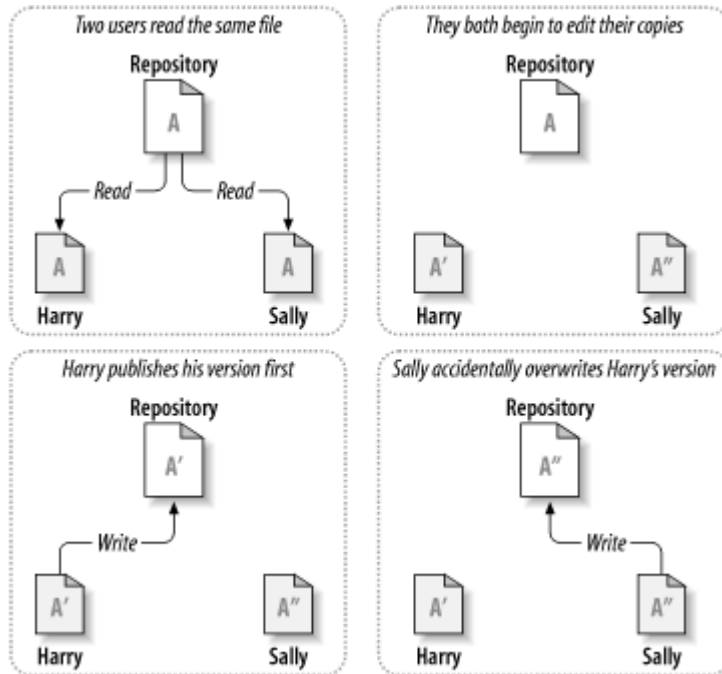 Two users read the same file
Repository
A
Read
Read
A
A
Harry
Sally
They both begin to edit their copies
Repository
A
A′
A″
Harry
Sally
Harry publishes his version first
Repository
A′
Write
A′
A″
Harry
Sally
Sally accidentally overwrites Harry's version
Repository
A″
Write
A′
A″
Harry
Sally